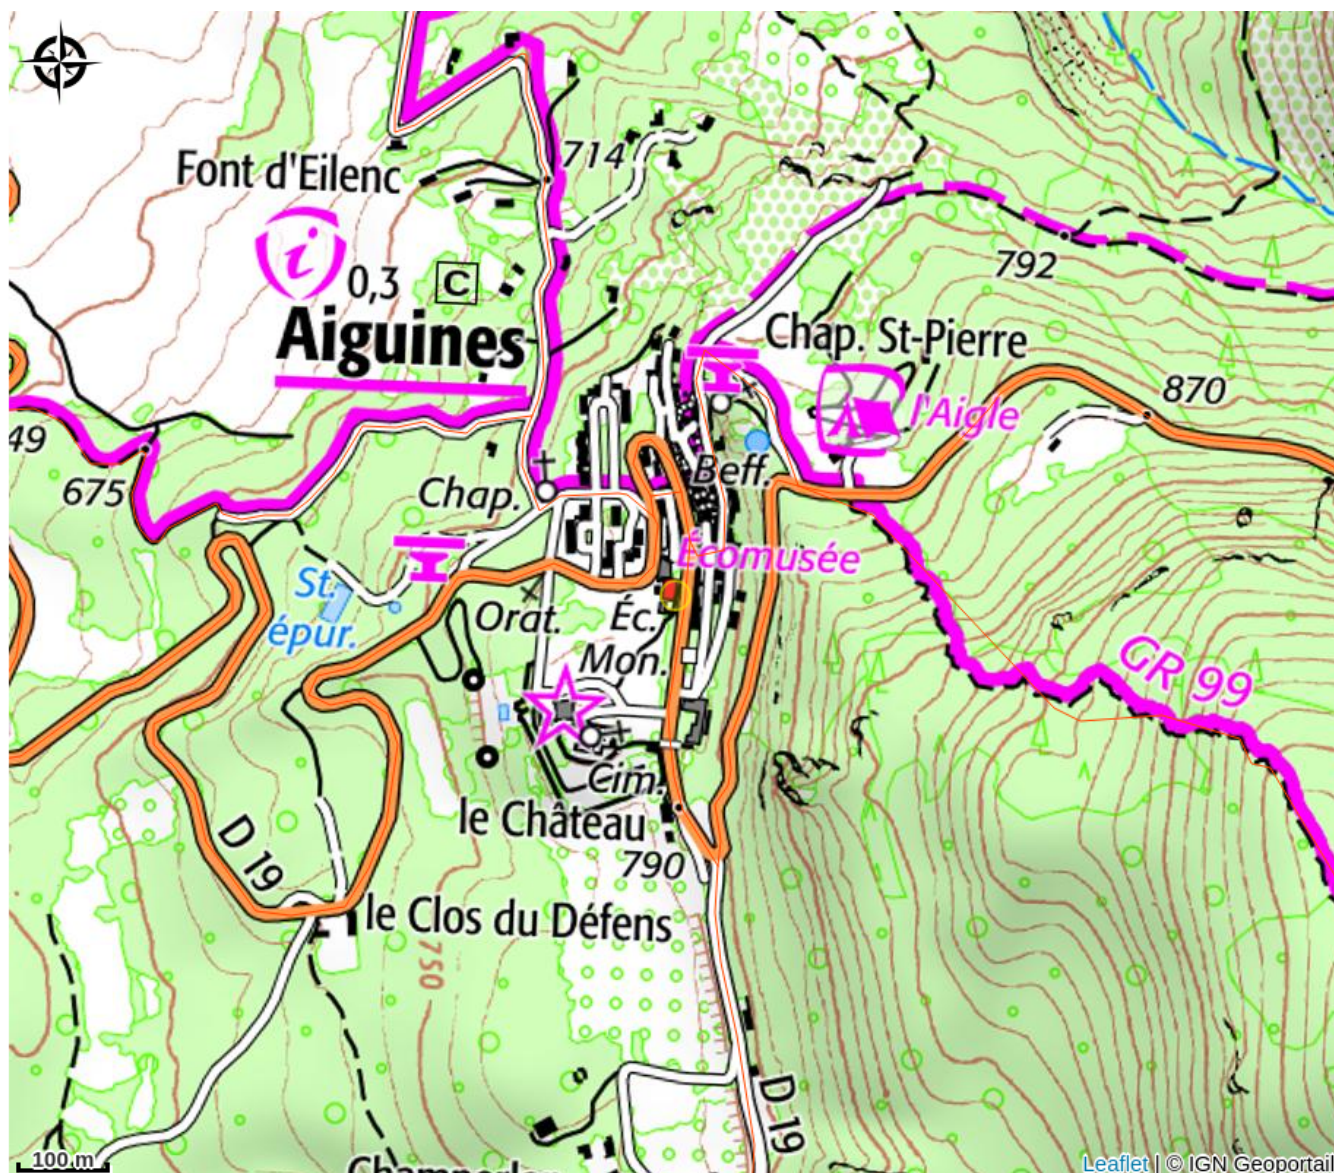 714
Font d'Eilenc
i
0,3
C
792
Aiguines
Chap. St-Pierre
870
l'Aigle
49
675
Chap.
Beff.
Écomusée
St.
épur.
Orat.
Éc.
Mon.
GR 99
Cim.
le Château
790
D 19
le Clos du Défens
750
D 19
100 m
Leaflet | © IGN Geoportail